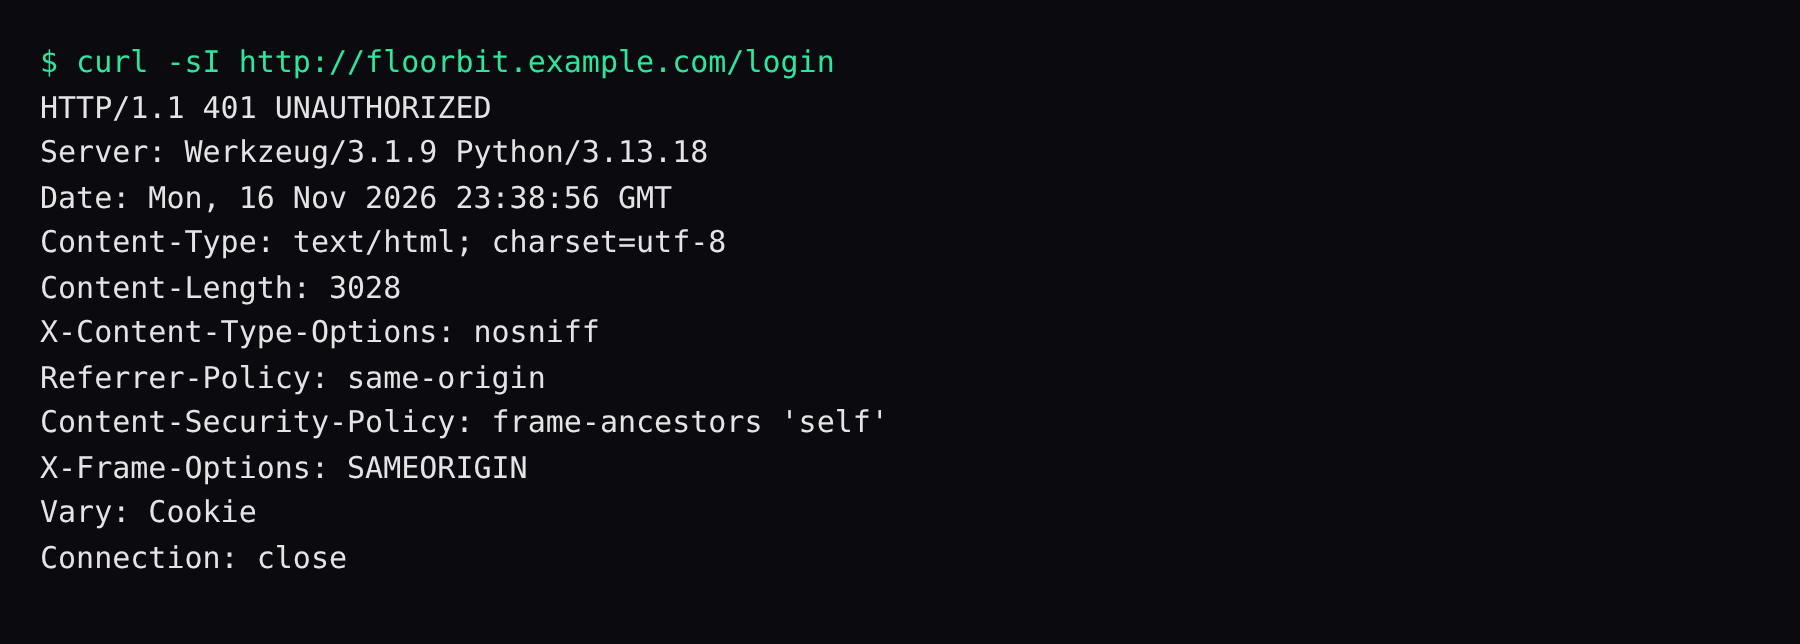 $ curl -sI http://floorbit.example.com/login
HTTP/1.1 401 UNAUTHORIZED
Server: Werkzeug/3.1.9 Python/3.13.18
Date: Mon, 16 Nov 2026 23:38:56 GMT
Content-Type: text/html; charset=utf-8
Content-Length: 3028
X-Content-Type-Options: nosniff
Referrer-Policy: same-origin
Content-Security-Policy: frame-ancestors 'self'
X-Frame-Options: SAMEORIGIN
Vary: Cookie
Connection: close